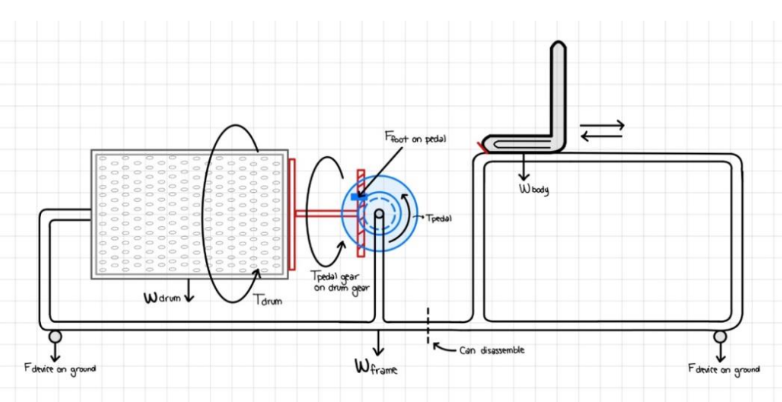 Ffoot on pedal
Wbody
Tpedal
Tpedal gear
on drum gear
Wdrum
Tdrum
Can disassemble
Fdevice on ground
Wframe
Fdevice on ground